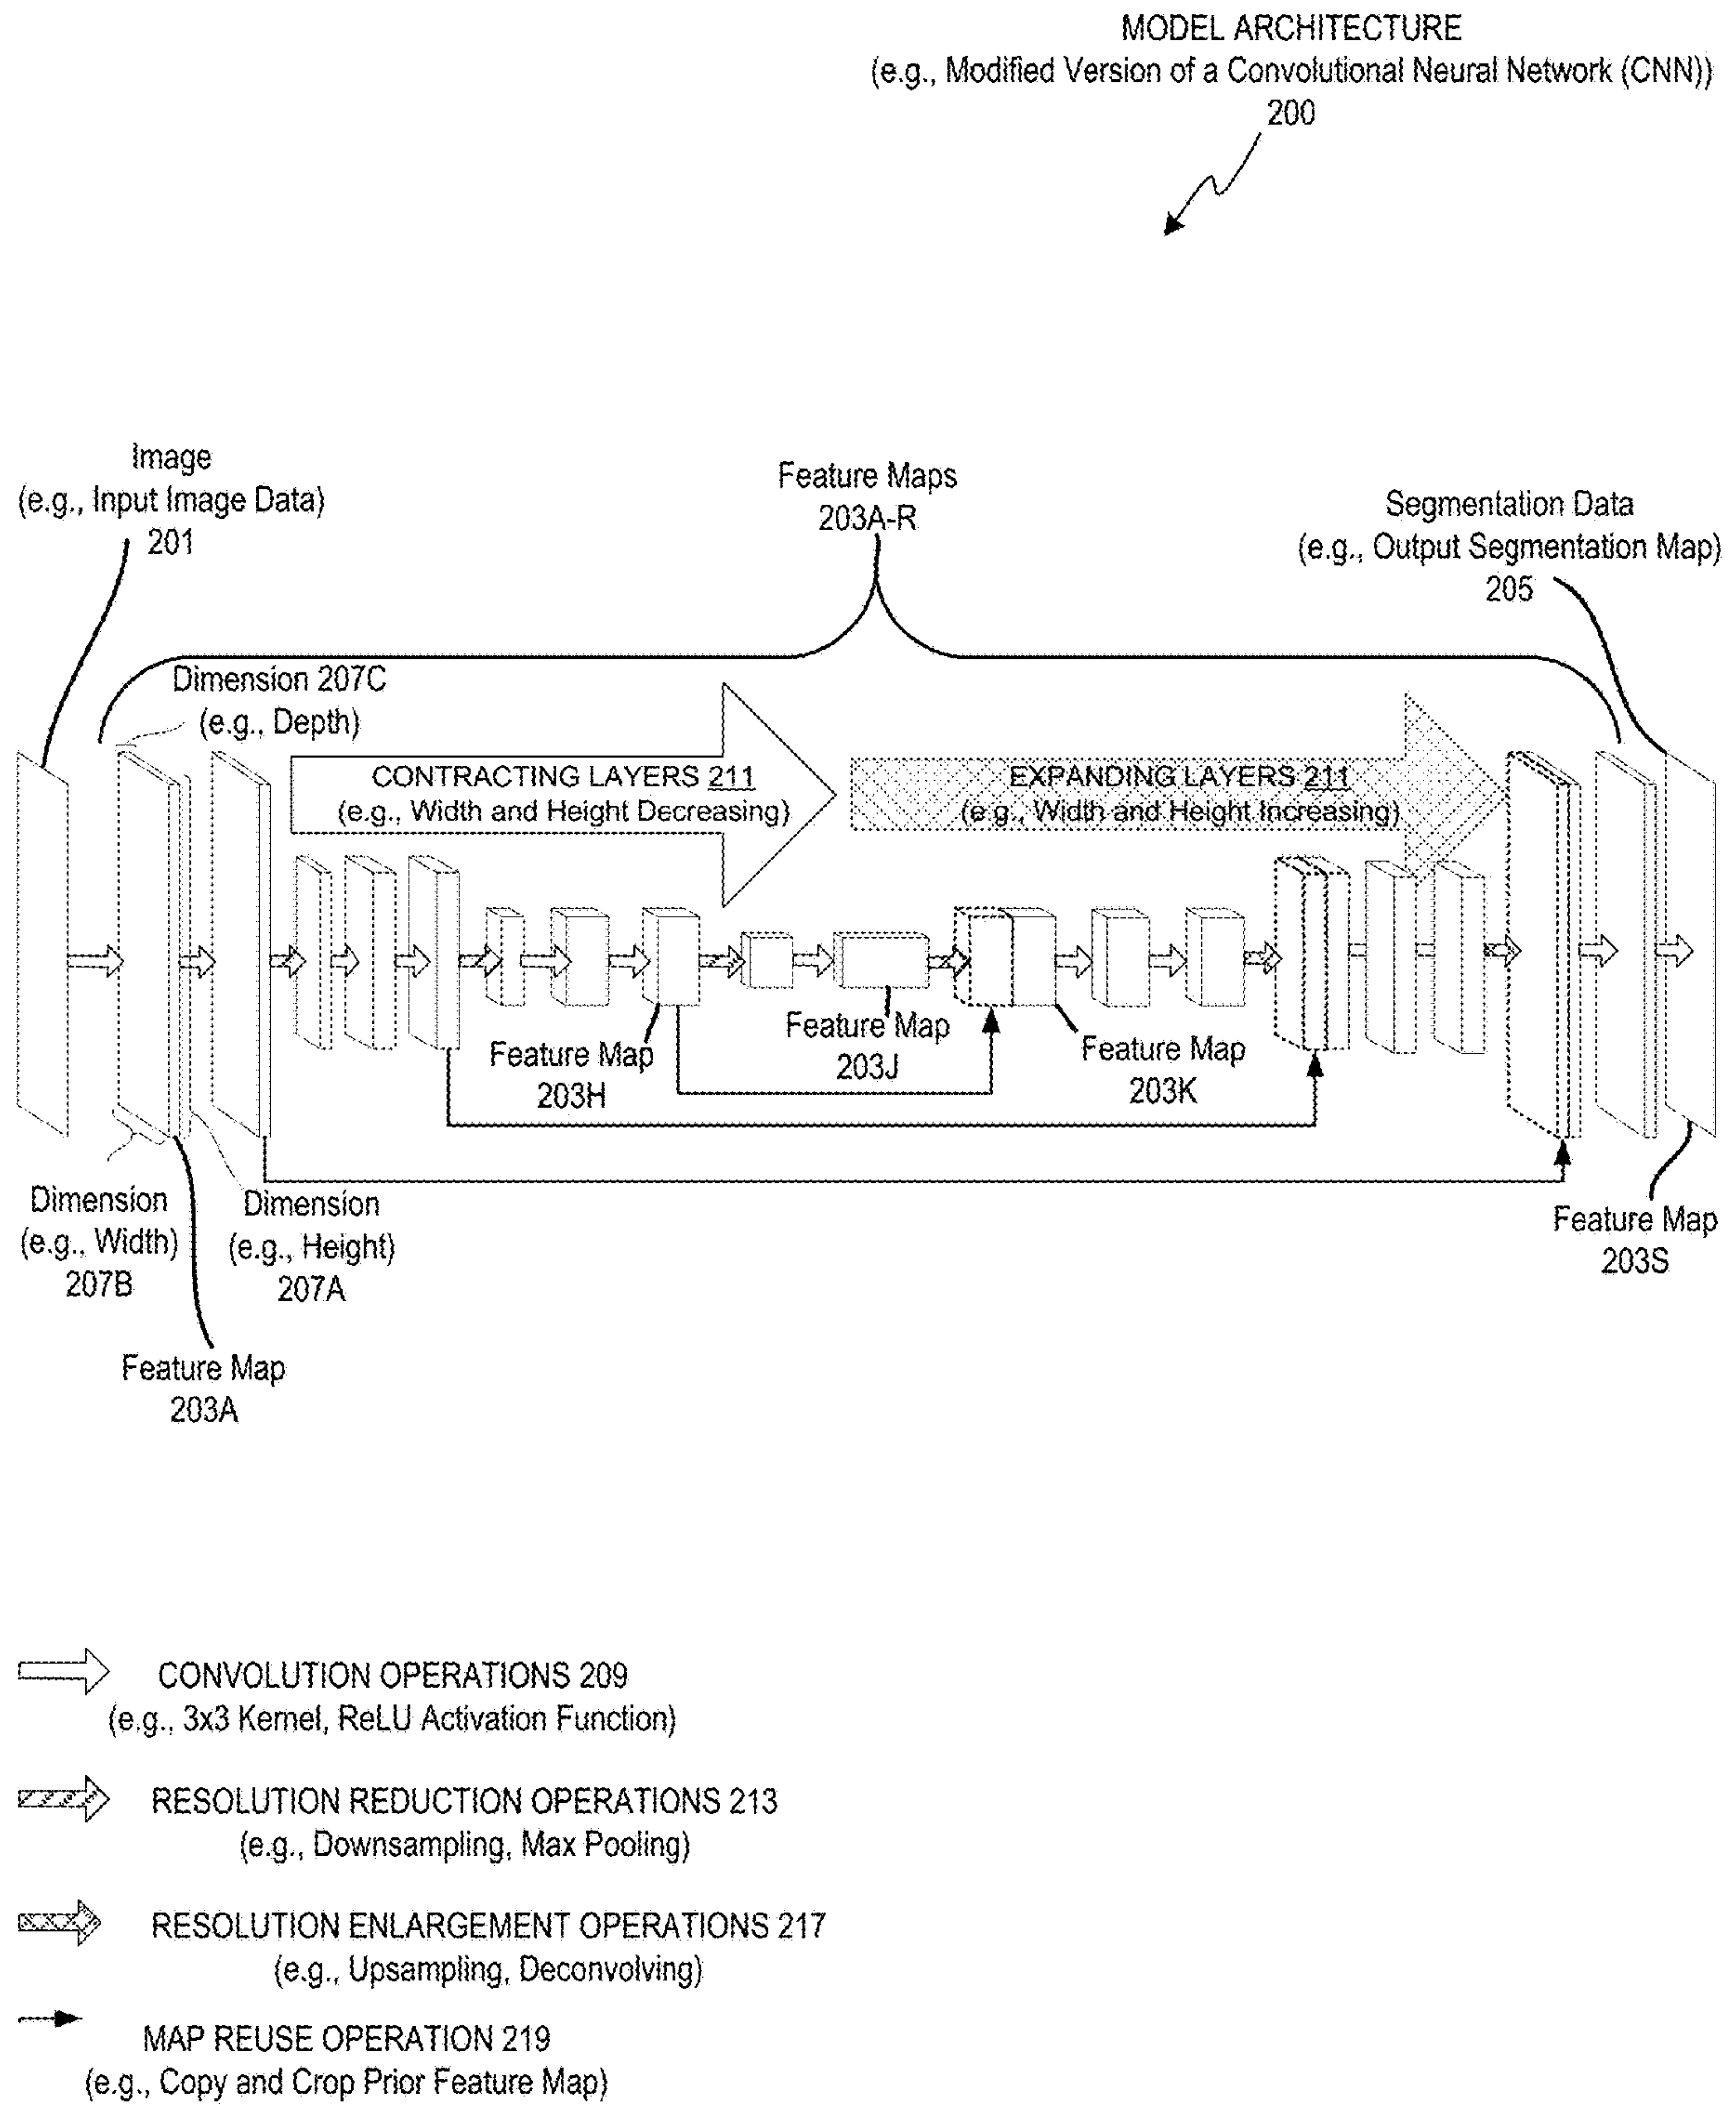 MODEL ARCHITECTURE
(e.g., Modified Version of a Convolutional Neural Network (CNN))
200
Image
(e.g., Input Image Data)
201
Feature Maps
203A-R
Segmentation Data
(e.g., Output Segmentation Map)
205
Dimension 207C
(e.g., Depth)
CONTRACTING LAYERS 211
(e.g., Width and Height Decreasing)
EXPANDING LAYERS 211
(e.g., Width and Height Increasing)
Feature Map
203H
Feature Map
203J
Feature Map
203K
Dimension
(e.g., Width)
207B
Dimension
(e.g., Height)
207A
Feature Map
203S
Feature Map
203A
CONVOLUTION OPERATIONS 209
(e.g., 3x3 Kernel, ReLU Activation Function)
RESOLUTION REDUCTION OPERATIONS 213
(e.g., Downsampling, Max Pooling)
RESOLUTION ENLARGEMENT OPERATIONS 217
(e.g., Upsampling, Deconvolving)
MAP REUSE OPERATION 219
(e.g., Copy and Crop Prior Feature Map)